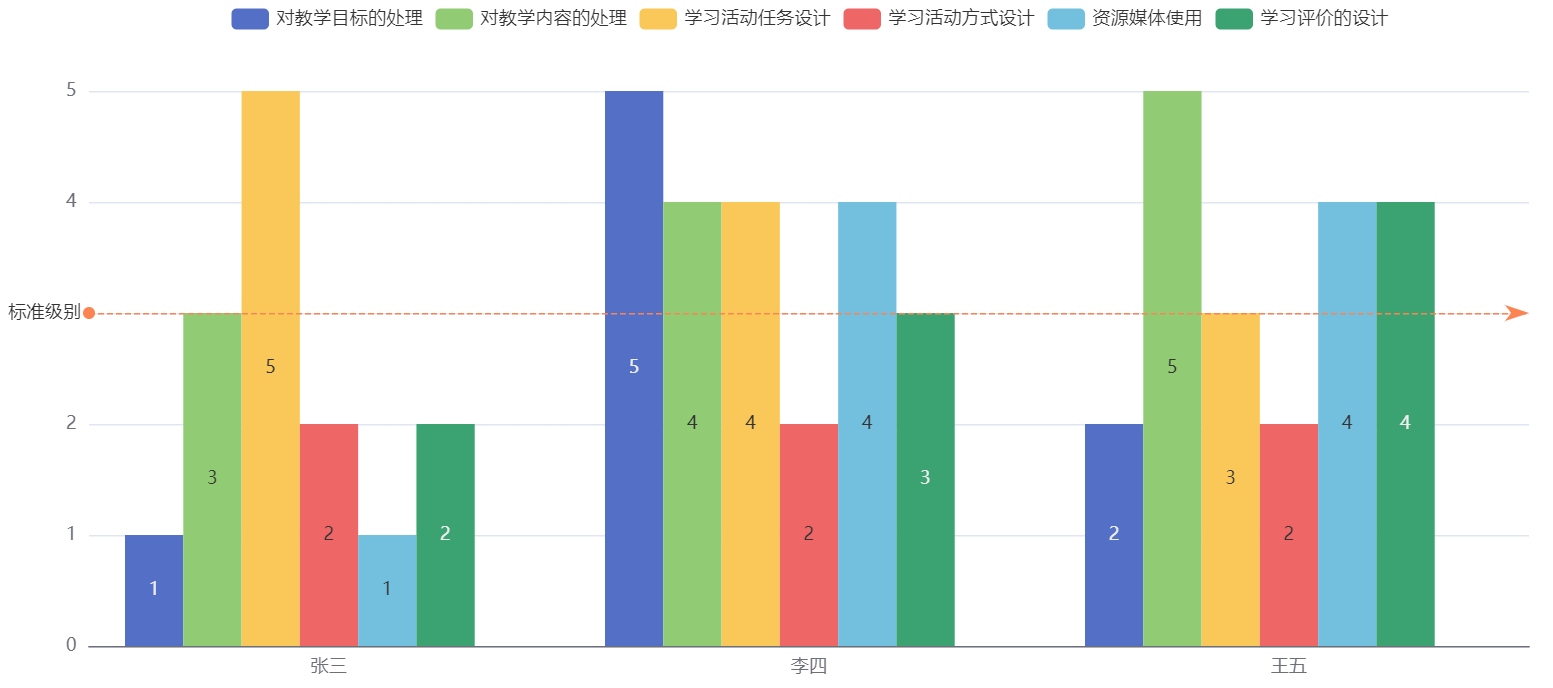 对教学目标的处理 对教学内容的处理 学习活动任务设计 学习活动方式设计 资源媒体使用 学习评价的设计
5
4
标准级别
2
1
0
1 3 5 2 1 2
5 4 4 2 4 3
2 5 3 2 4 4
张三 李四 王五